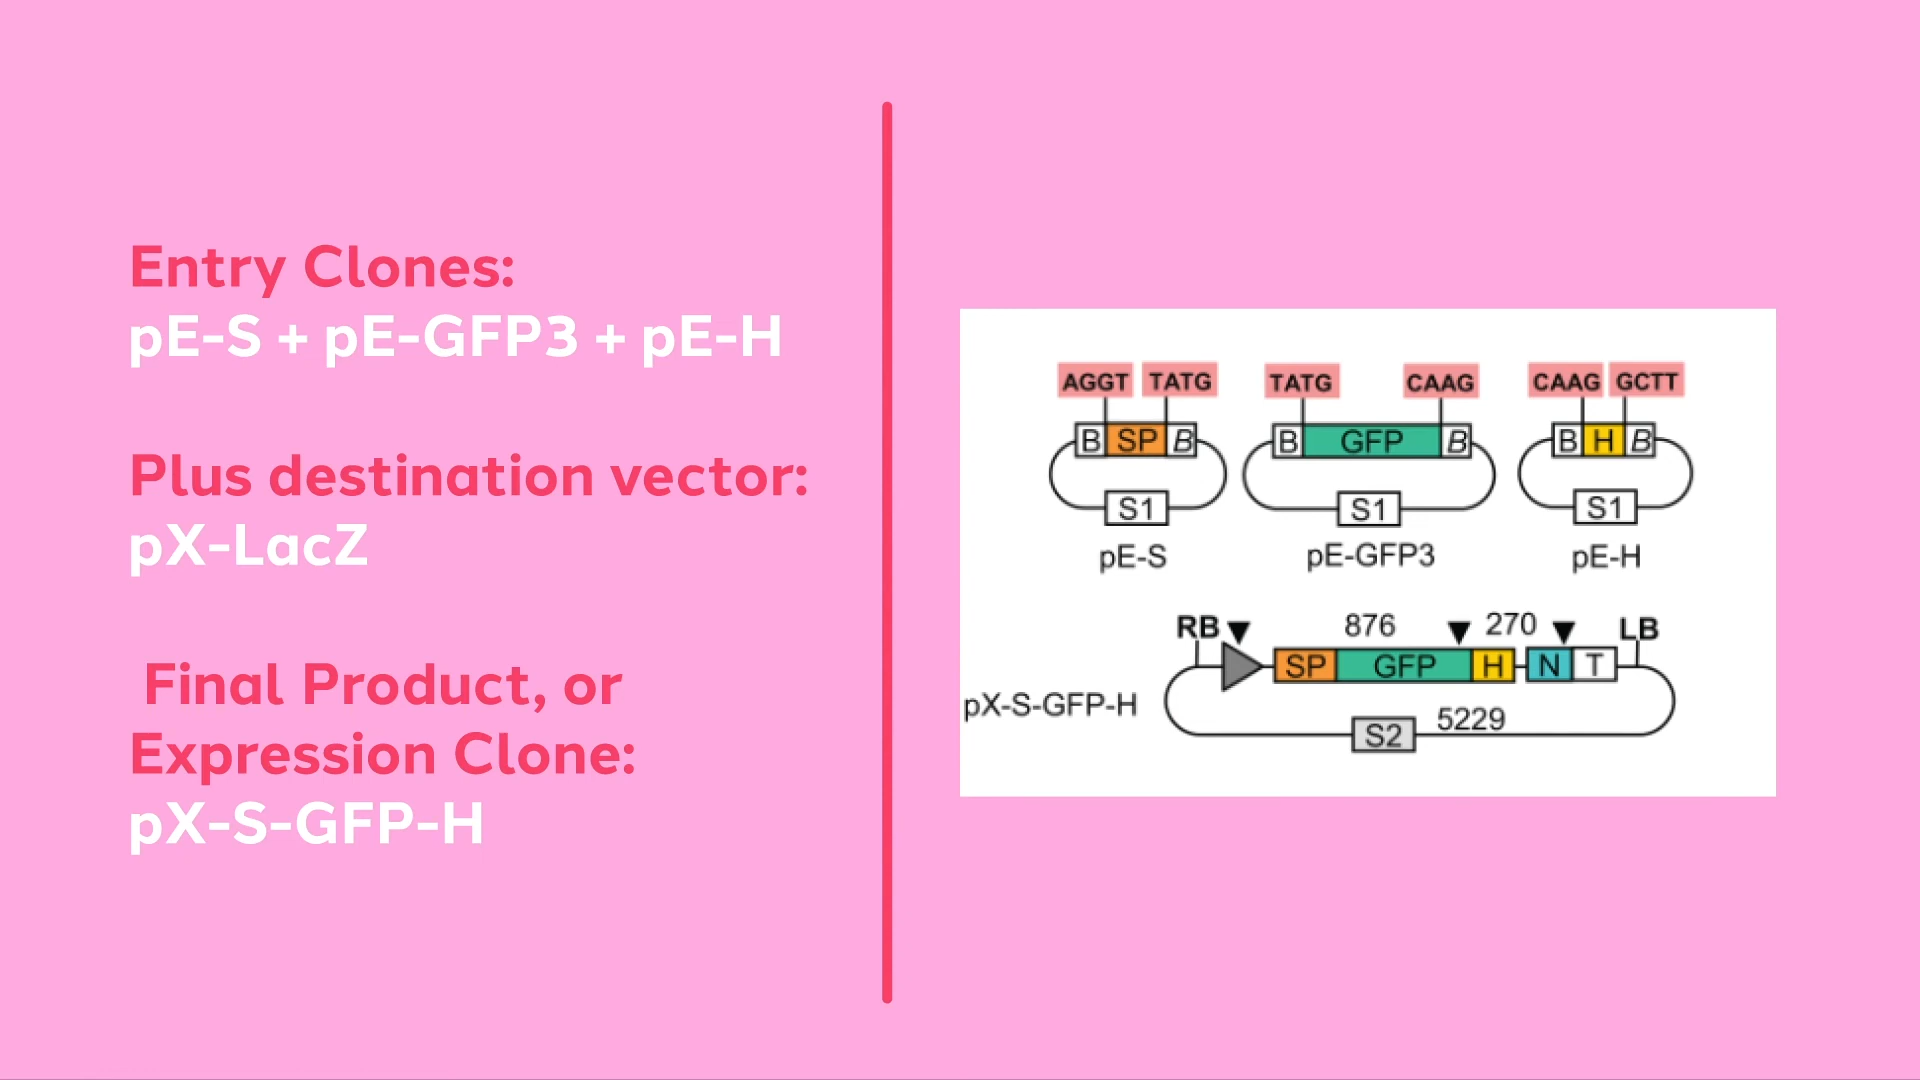 Entry Clones:
pE-S + pE-GFP3 + pE-H
Plus destination vector:
pX-LacZ
Final Product, or
Expression Clone:
pX-S-GFP-H
AGGT TATG TATG CAAG CAAG GCTT
B SP B B GFP B B H B
S1 S1 S1
pE-S pE-GFP3 pE-H
RB 876 270 LB
SP GFP H N T
pX-S-GFP-H
S2 5229